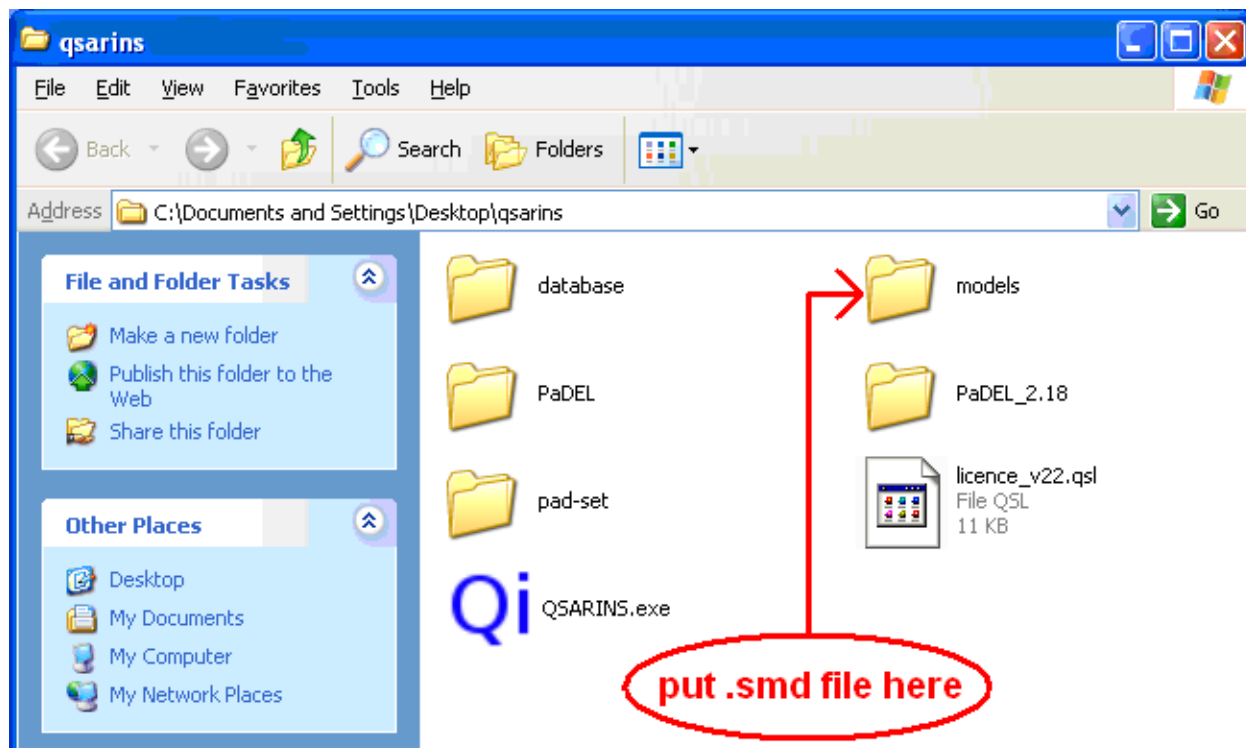 qsarins
File Edit View Favorites Tools Help
Back Search Folders
Address C:\Documents and Settings\Desktop\qsarins Go
File and Folder Tasks
Make a new folder
Publish this folder to the
Web
Share this folder
Other Places
Desktop
My Documents
My Computer
My Network Places
database
models
PaDEL
PaDEL_2.18
pad-set
licence_v22.qsl
File QSL
11 KB
Qi QSARINS.exe
put .smd file here